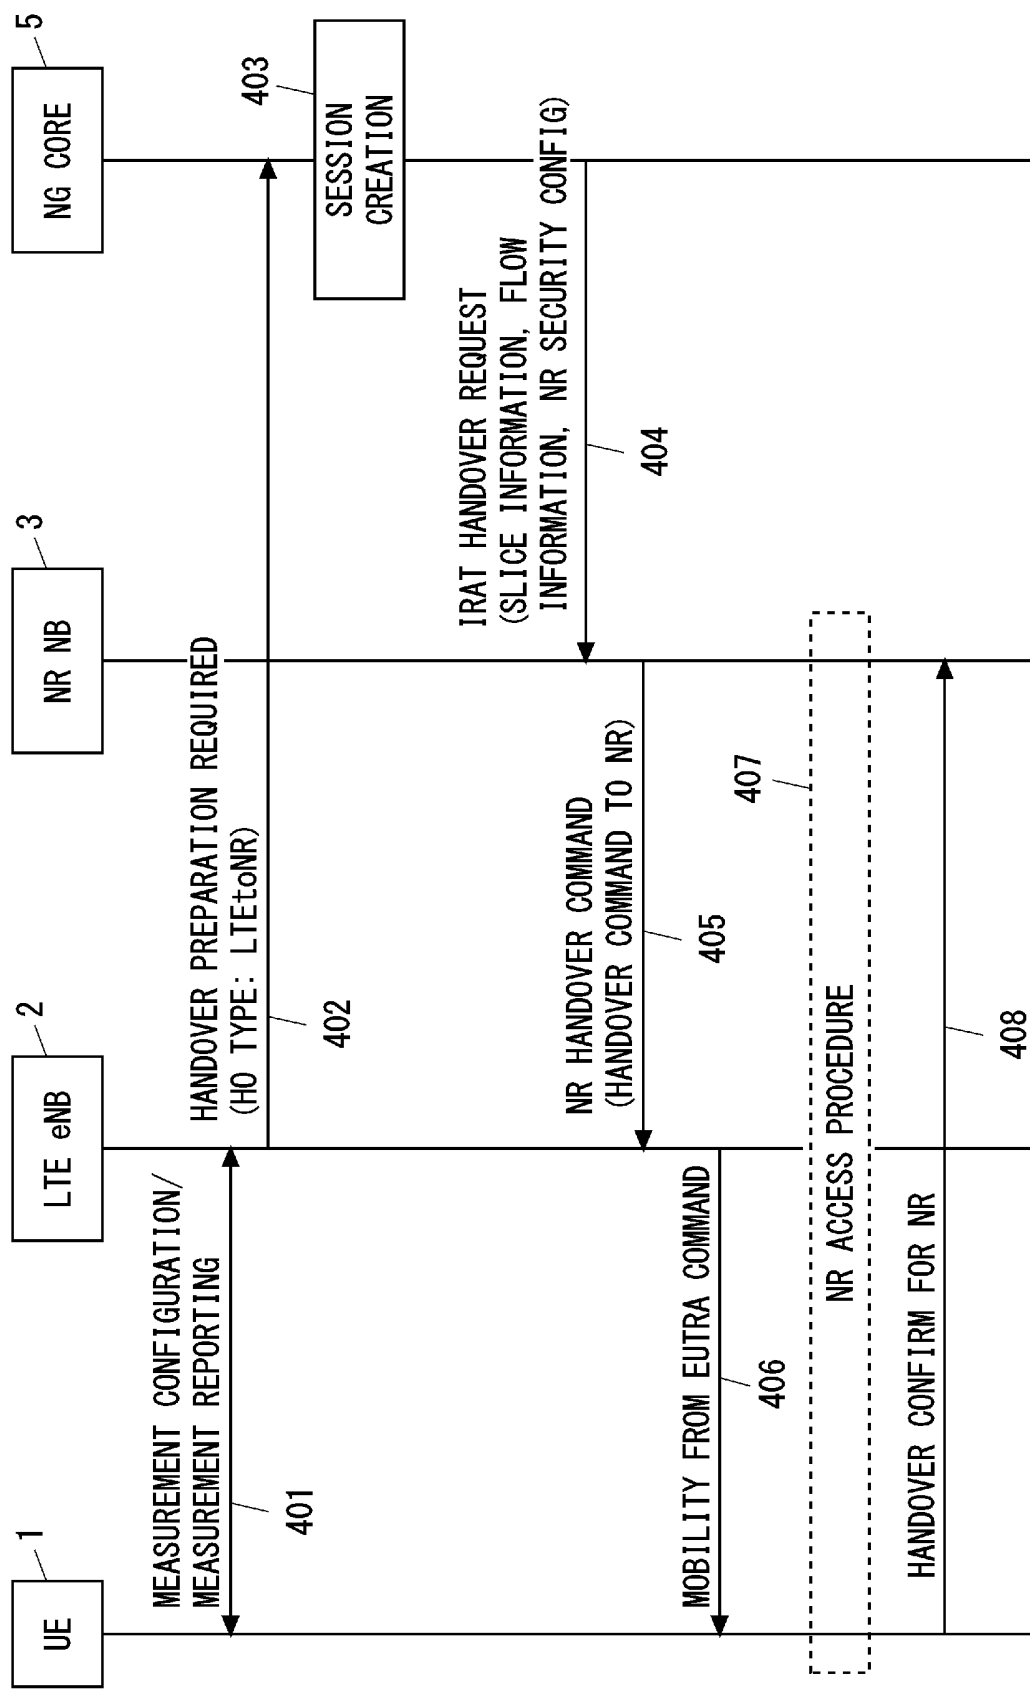 UE
1
LTE eNB
2
NR NB
3
NG CORE
5
MEASUREMENT CONFIGURATION/
MEASUREMENT REPORTING
401
HANDOVER PREPARATION REQUIRED
(HO TYPE: LTEtoNR)
402
SESSION
CREATION
403
IRAT HANDOVER REQUEST
(SLICE INFORMATION, FLOW
INFORMATION, NR SECURITY CONFIG)
404
NR HANDOVER COMMAND
(HANDOVER COMMAND TO NR)
405
MOBILITY FROM EUTRA COMMAND
406
NR ACCESS PROCEDURE
407
HANDOVER CONFIRM FOR NR
408